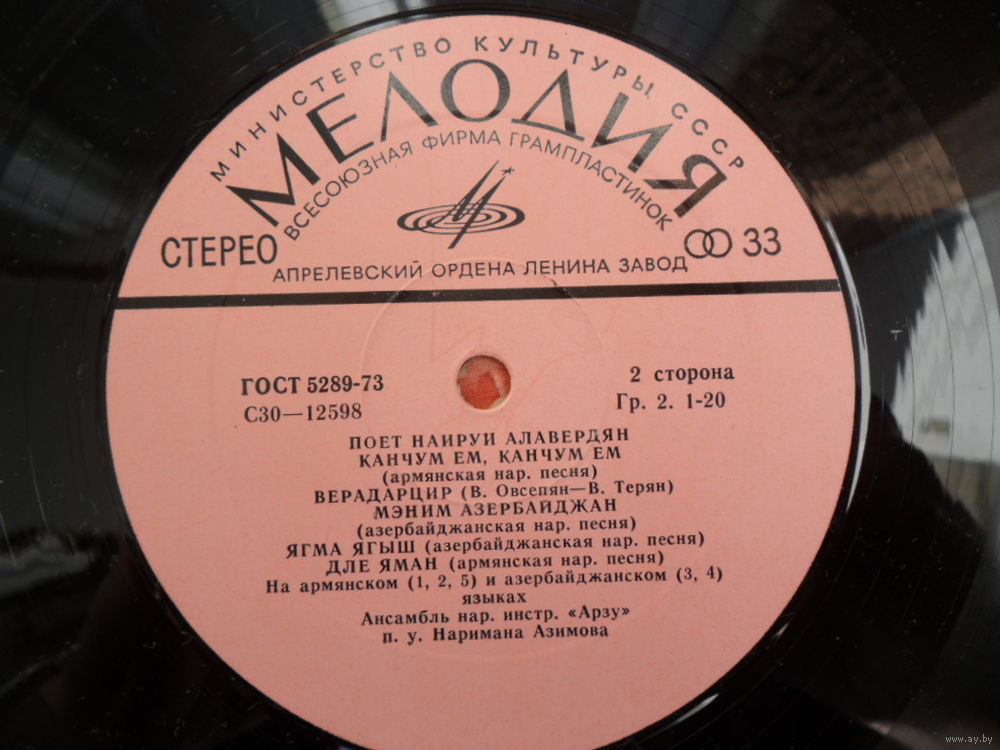 МИНИСТЕРСТВО КУЛЬТУРЫ СССР
МЕЛОДИЯ
ВСЕСОЮЗНАЯ ФИРМА ГРАМПЛАСТИНОК
СТЕРЕО
33
АПРЕЛЕВСКИЙ ОРДЕНА ЛЕНИНА ЗАВОД
ГОСТ 5289-73
2 сторона
С30—12598
Гр. 2. 1-20
ПОЕТ НАИРУИ АЛАВЕРДЯН
КАНЧУМ ЕМ, КАНЧУМ ЕМ
(армянская нар. песня)
ВЕРАДАРЦИР (В. Овсепян—В. Терян)
МЭНИМ АЗЕРБАЙДЖАН
(азербайджанская нар. песня)
ЯГМА ЯГЫШ (азербайджанская нар. песня)
ДЛЕ ЯМАН (армянская нар. песня)
На армянском (1, 2, 5) и азербайджанском (3, 4)
языках
Ансамбль нар. инстр. «Арзу»
п. у. Наримана Азимова
www.ay.by